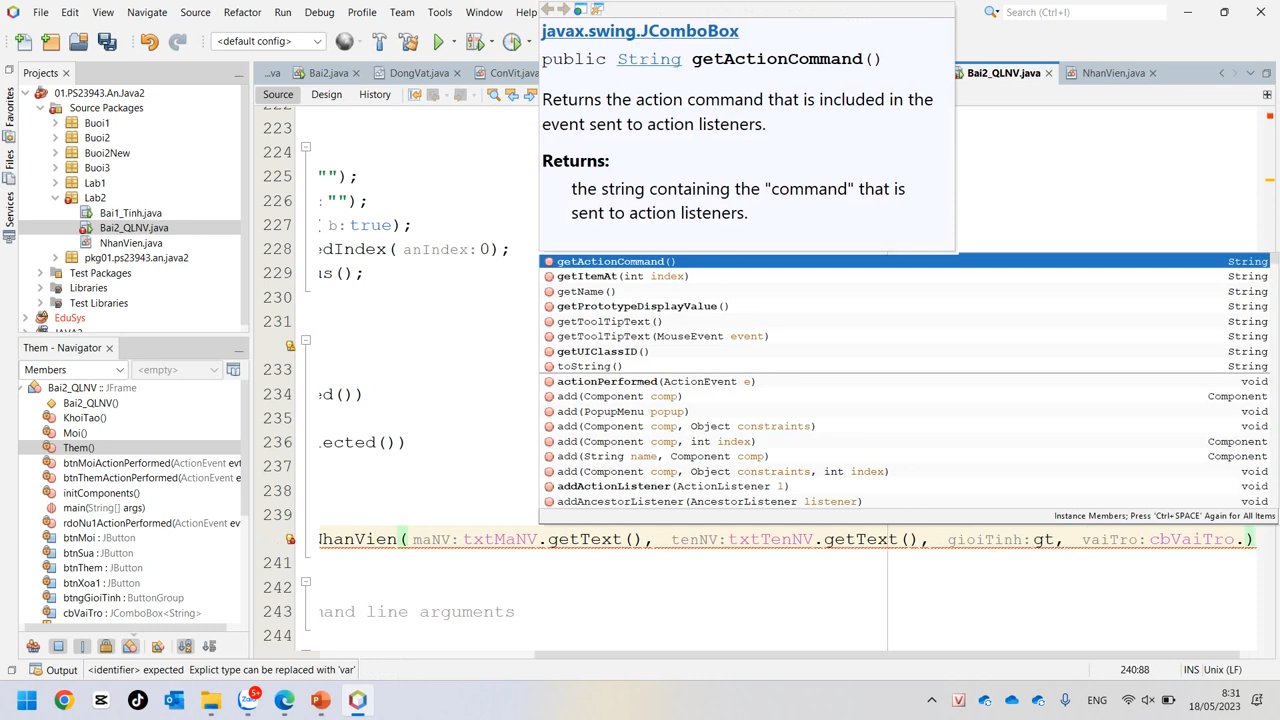 File Edit View Navigate Source Refactor Run Debug Profile Team Tools Window Help
Search (Ctrl+I)
<default config>
Projects
01.PS23943.An.Java2
Source Packages
Buoi1
Buoi2
Buoi2New
Buoi3
Lab1
Lab2
Bai1_Tinh.java
Bai2_QLNV.java
NhanVien.java
pkg01.ps23943.an.java2
Test Packages
Libraries
Test Libraries
EduSys
JAVA2
Favorites
Files
Services
Them - Navigator
Members
<empty>
Bai2_QLNV :: JFrame
Bai2_QLNV()
KhoiTao()
Moi()
Them()
btnMoiActionPerformed(ActionEvent evt
btnThemActionPerformed(ActionEvent ev
initComponents()
main(String[] args)
rdoNu1ActionPerformed(ActionEvent ev
btnMoi : JButton
btnSua : JButton
btnThem : JButton
btnXoa1 : JButton
btngGioiTinh : ButtonGroup
cbVaiTro : JComboBox<String>
...va Bai2.java DongVat.java ConVit.java Bai2_QLNV.java NhanVien.java
Source Design History
javax.swing.JComboBox
public String getActionCommand()
Returns the action command that is included in the
event sent to action listeners.
Returns:
the string containing the "command" that is
sent to action listeners.
222
223
224
225 "");
226 :"");
227 ( b:true);
228 edIndex( anIndex:0);
229 us();
230
231
233
234 ed())
235
236 lected())
237
238
239
hanVien(maNV:txtMaNV.getText(), tenNV:txtTenNV.getText(), gioiTinh:gt, vaiTro:cbVaiTro.)
241
242
243 and line arguments
244
getActionCommand() String
getItemAt(int index) String
getName() String
getPrototypeDisplayValue() String
getToolTipText() String
getToolTipText(MouseEvent event) String
getUIClassID() String
toString() String
actionPerformed(ActionEvent e) void
add(Component comp) Component
add(PopupMenu popup) void
add(Component comp, Object constraints) void
add(Component comp, int index) Component
add(String name, Component comp) Component
add(Component comp, Object constraints, int index) void
addActionListener(ActionListener l) void
addAncestorListener(AncestorListener listener) void
Instance Members; Press 'Ctrl+SPACE' Again for All Items
Output <identifier> expected Explict type can be replaced with 'var'
240:88 INS Unix (LF)
5+
ENG
8:31
18/05/2023